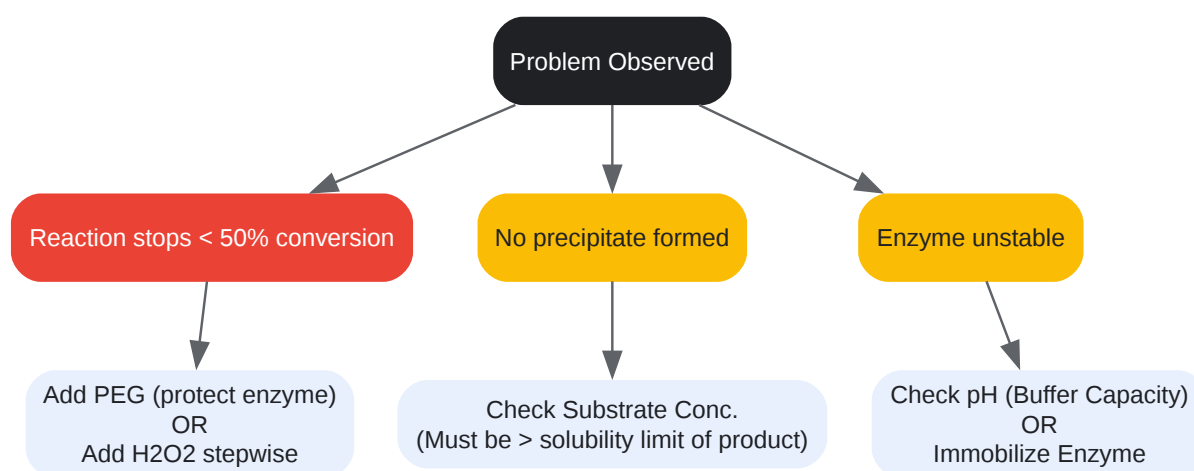 Problem Observed
Reaction stops < 50% conversion
No precipitate formed
Enzyme unstable
Add PEG (protect enzyme)
OR
Add H2O2 stepwise
Check Substrate Conc.
(Must be > solubility limit of product)
Check pH (Buffer Capacity)
OR
Immobilize Enzyme